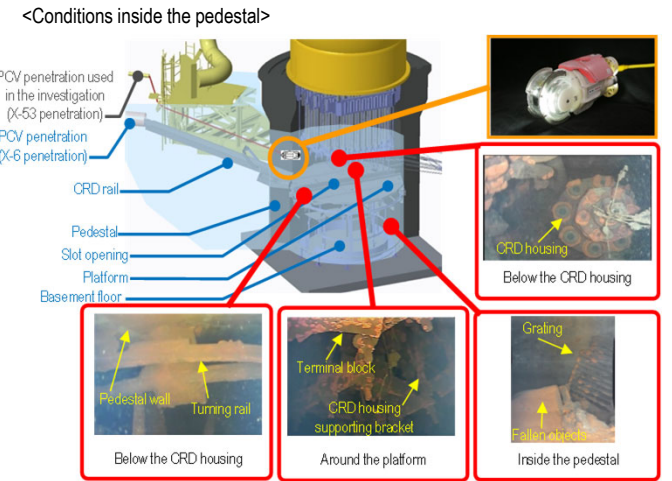 <Conditions inside the pedestal>
PCV penetration used
in the investigation
(X-53 penetration)
PCV penetration
(X-6 penetration)
CRD rail
Pedestal
Slot opening
Platform
Basement floor
CRD housing
Below the CRD housing
Pedestal wall
Turning rail
Below the CRD housing
Terminal block
CRD housing
supporting bracket
Around the platform
Grating
Fallen objects
Inside the pedestal